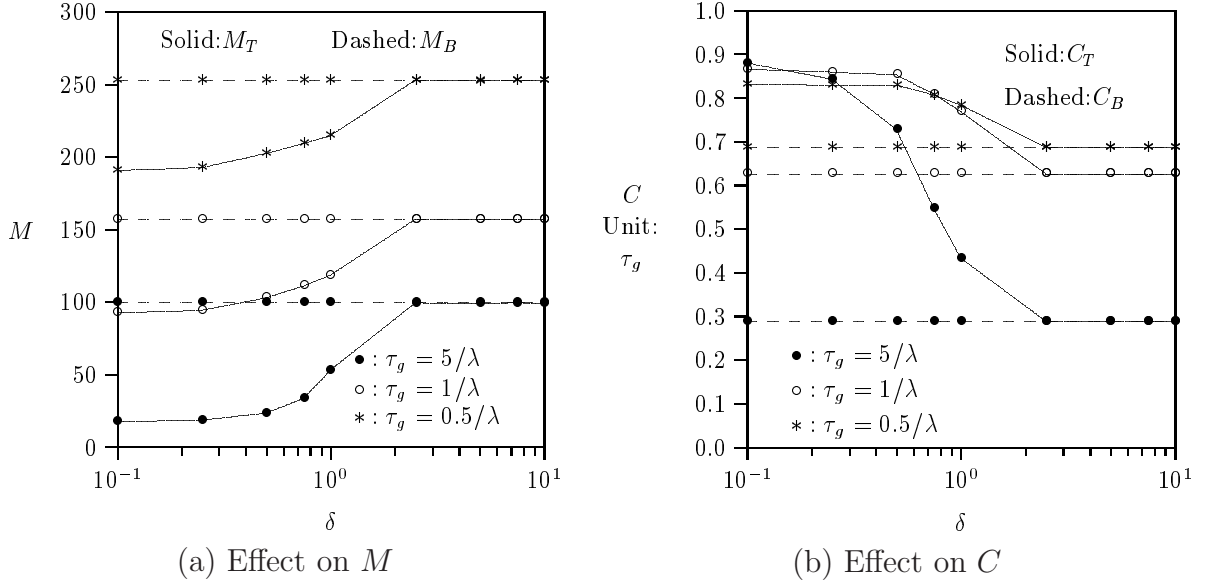 300
250
200
150
100
50
0
M
Solid:M_T Dashed:M_B
● : τ_g = 5/λ
○ : τ_g = 1/λ
∗ : τ_g = 0.5/λ
10^{-1} 10^0 10^1
δ
(a) Effect on M
1.0
0.9
0.8
0.7
0.6
0.5
0.4
0.3
0.2
0.1
0.0
C
Unit:
τ_g
Solid:C_T
Dashed:C_B
● : τ_g = 5/λ
○ : τ_g = 1/λ
∗ : τ_g = 0.5/λ
10^{-1} 10^0 10^1
δ
(b) Effect on C